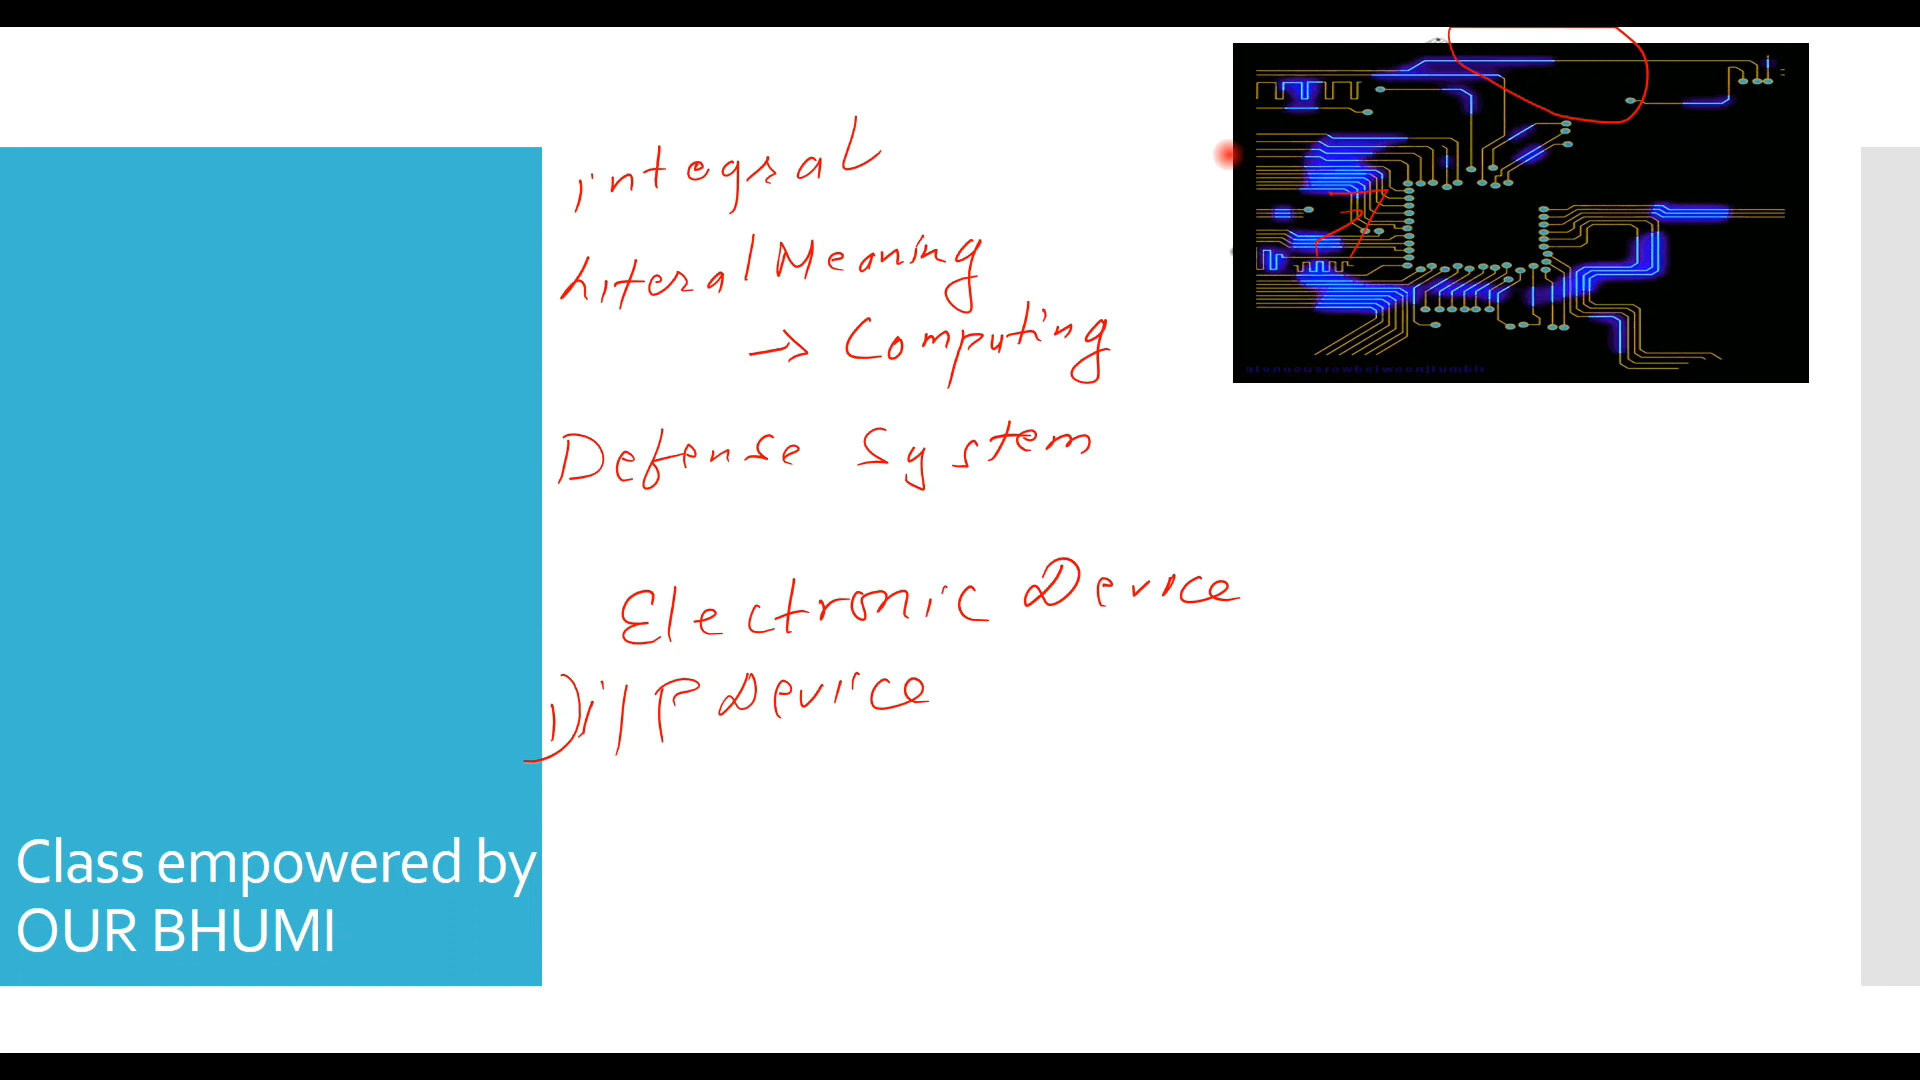 integral
Literal Meaning
→ Computing
Defense System
Electronic Device
1) i/P Device
Class empowered by
OUR BHUMI